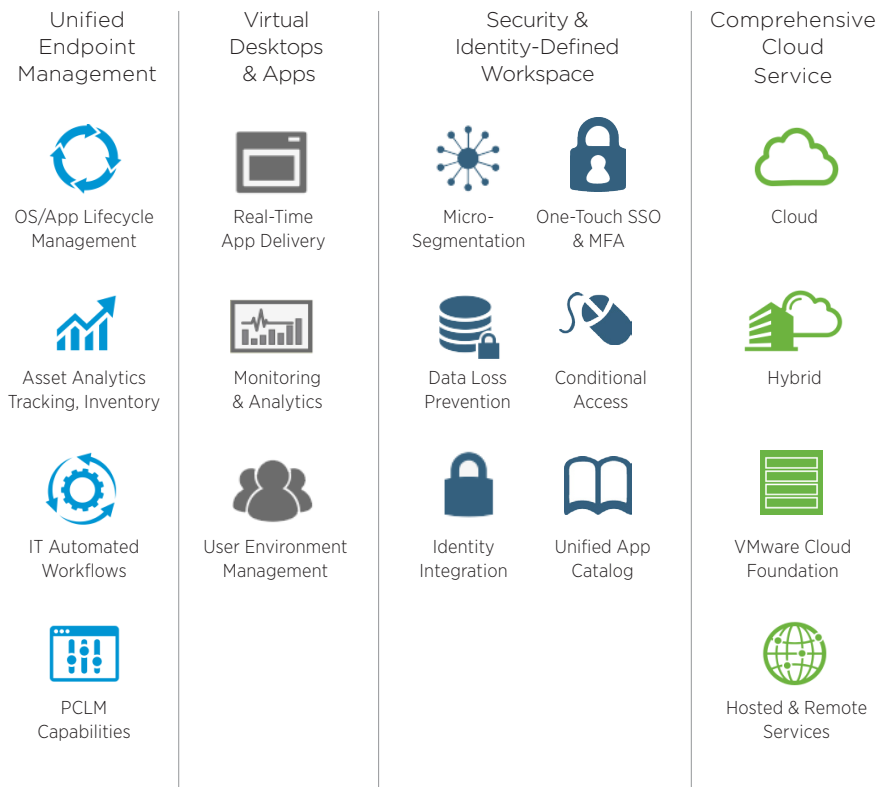 Unified
Endpoint
Management
OS/App Lifecycle
Management
Asset Analytics
Tracking, Inventory
IT Automated
Workflows
PCLM
Capabilities
Virtual
Desktops
& Apps
Real-Time
App Delivery
Monitoring
& Analytics
User Environment
Management
Security &
Identity-Defined
Workspace
Micro-
Segmentation
One-Touch SSO
& MFA
Data Loss
Prevention
Conditional
Access
Identity
Integration
Unified App
Catalog
Comprehensive
Cloud
Service
Cloud
Hybrid
VMware Cloud
Foundation
Hosted & Remote
Services